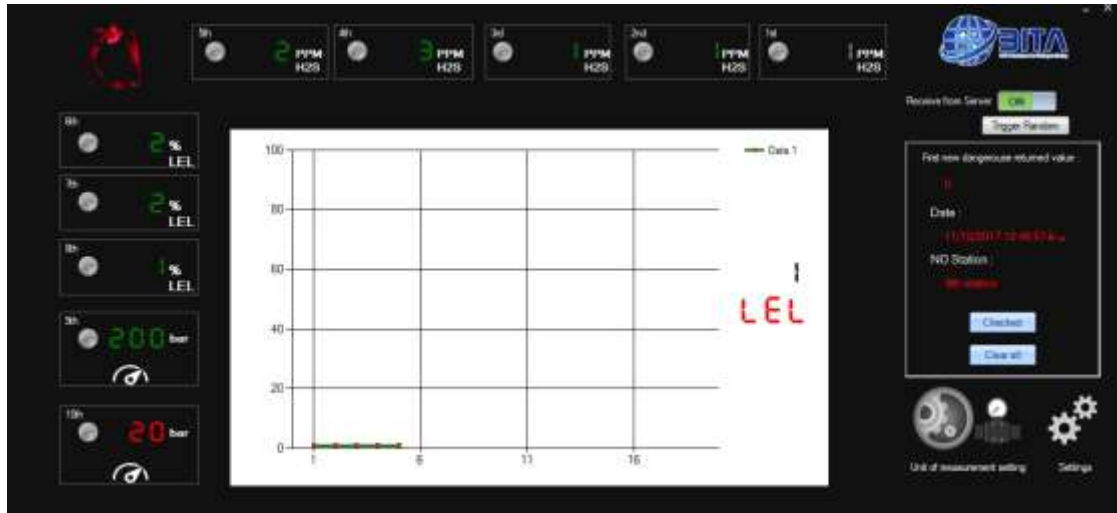 5th
2 PPM
H2S
4th
3 PPM
H2S
3rd
1 PPM
H2S
2nd
1 PPM
H2S
1st
1 PPM
H2S
BITA
Receive from Server ON
Trigger Random
6th
2 %
LEL
7th
2 %
LEL
8th
1 %
LEL
9th
200 bar
10th
20 bar
100
80
60
40
20
0
1 6 11 16
Data 1
1
LEL
First new dangerouse returned value
Date
NO Station
Checked
Clear all
Unit of measurement setting
Settings